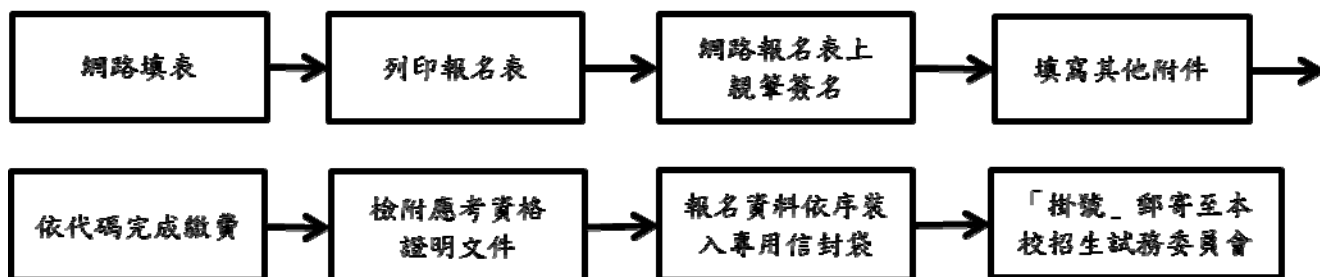 網路填表
列印報名表
網路報名表上
親筆簽名
填寫其他附件
依代碼完成繳費
檢附應考資格
證明文件
報名資料依序裝
入專用信封袋
「掛號」郵寄至本
校招生試務委員會